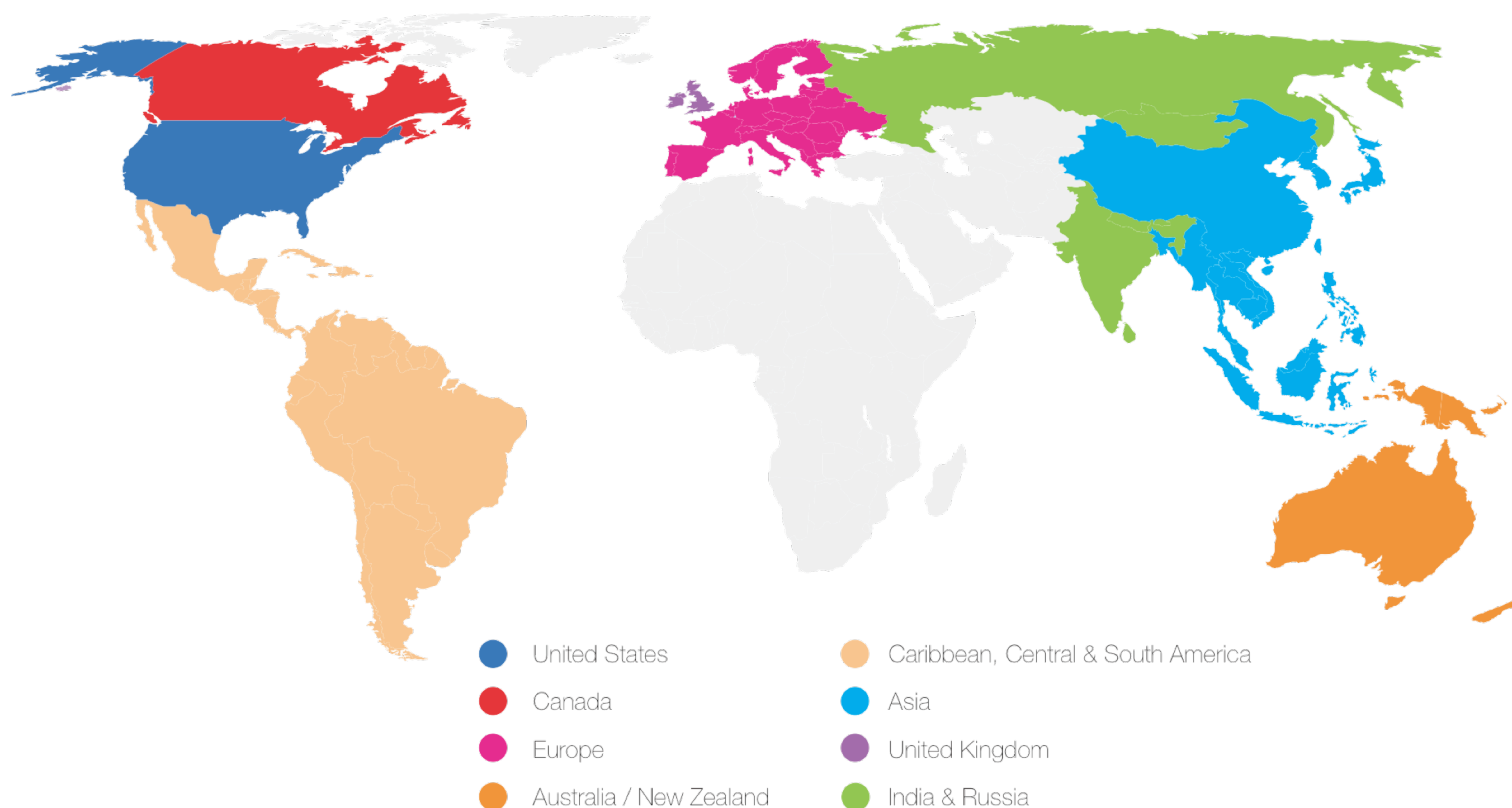 United States
Canada
Europe
Australia / New Zealand
Caribbean, Central & South America
Asia
United Kingdom
India & Russia